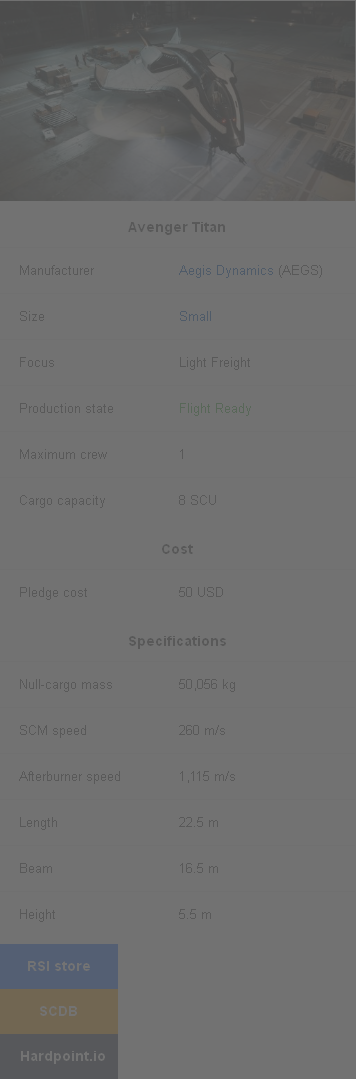 Avenger Titan
Manufacturer Aegis Dynamics (AEGS)
Size Small
Focus Light Freight
Production state Flight Ready
Maximum crew 1
Cargo capacity 8 SCU
Cost
Pledge cost 50 USD
Specifications
Null-cargo mass 50,056 kg
SCM speed 260 m/s
Afterburner speed 1,115 m/s
Length 22.5 m
Beam 16.5 m
Height 5.5 m
RSI store
SCDB
Hardpoint.io